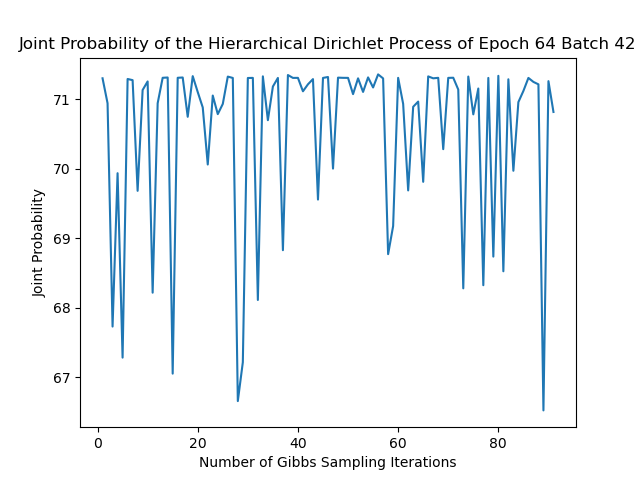 Joint Probability of the Hierarchical Dirichlet Process of Epoch 64 Batch 42
71
70
69
68
67
Joint Probability
0 20 40 60 80
Number of Gibbs Sampling Iterations